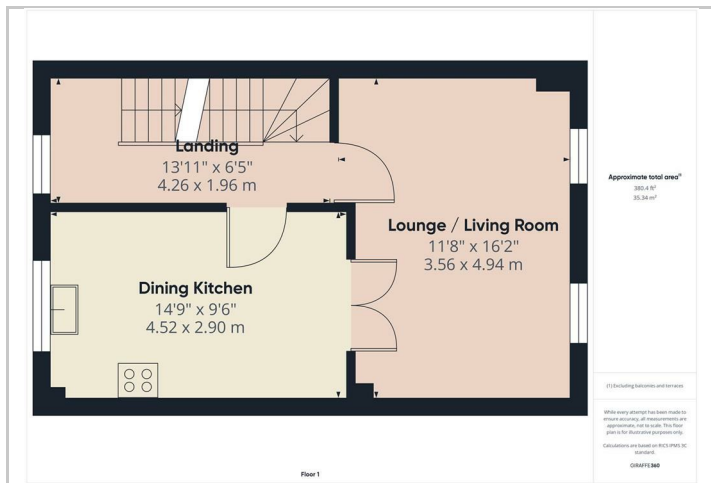 Landing
13'11" x 6'5"
4.26 x 1.96 m
Lounge / Living Room
11'8" x 16'2"
3.56 x 4.94 m
Dining Kitchen
14'9" x 9'6"
4.52 x 2.90 m
Approximate total area(1)
380.4 ft²
35.34 m²
(1) Excluding balconies and terraces
While every attempt has been made to
ensure accuracy, all measurements are
approximate, not to scale. This floor
plan is for illustrative purposes only.
Calculations are based on RICS IPMS 3C
standard.
GIRAFFE360
Floor 1